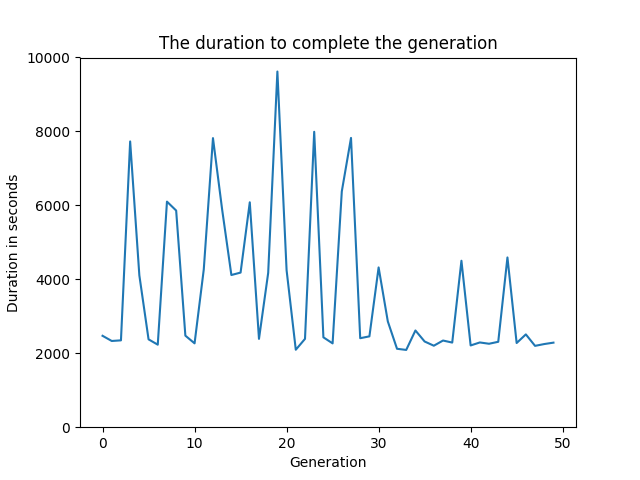 The duration to complete the generation
10000
8000
6000
4000
2000
0
Duration in seconds
0 10 20 30 40 50
Generation